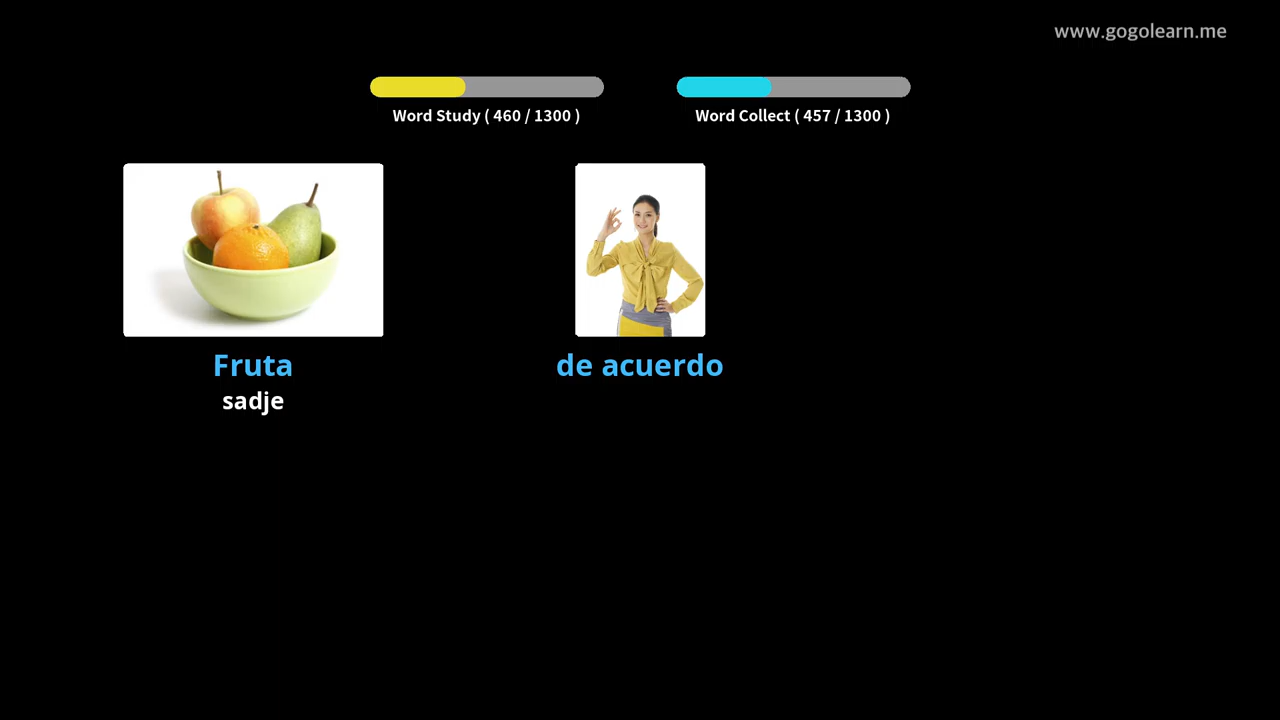 www.gogolearn.me
Word Study ( 460 / 1300 )
Word Collect ( 457 / 1300 )
Fruta
sadje
de acuerdo